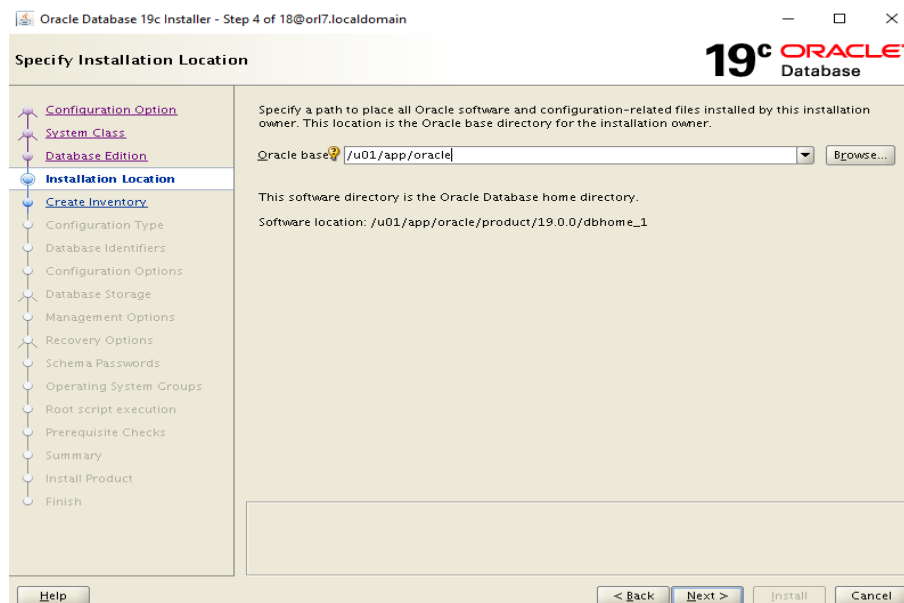 Oracle Database 19c Installer - Step 4 of 18@orl7.localdomain
Specify Installation Location
19c ORACLE
Database
Configuration Option
System Class
Database Edition
Installation Location
Create Inventory
Configuration Type
Database Identifiers
Configuration Options
Database Storage
Management Options
Recovery Options
Schema Passwords
Operating System Groups
Root script execution
Prerequisite Checks
Summary
Install Product
Finish
Specify a path to place all Oracle software and configuration-related files installed by this installation
owner. This location is the Oracle base directory for the installation owner.
Oracle base /u01/app/oracle Browse...
This software directory is the Oracle Database home directory.
Software location: /u01/app/oracle/product/19.0.0/dbhome_1
Help < Back Next > Install Cancel